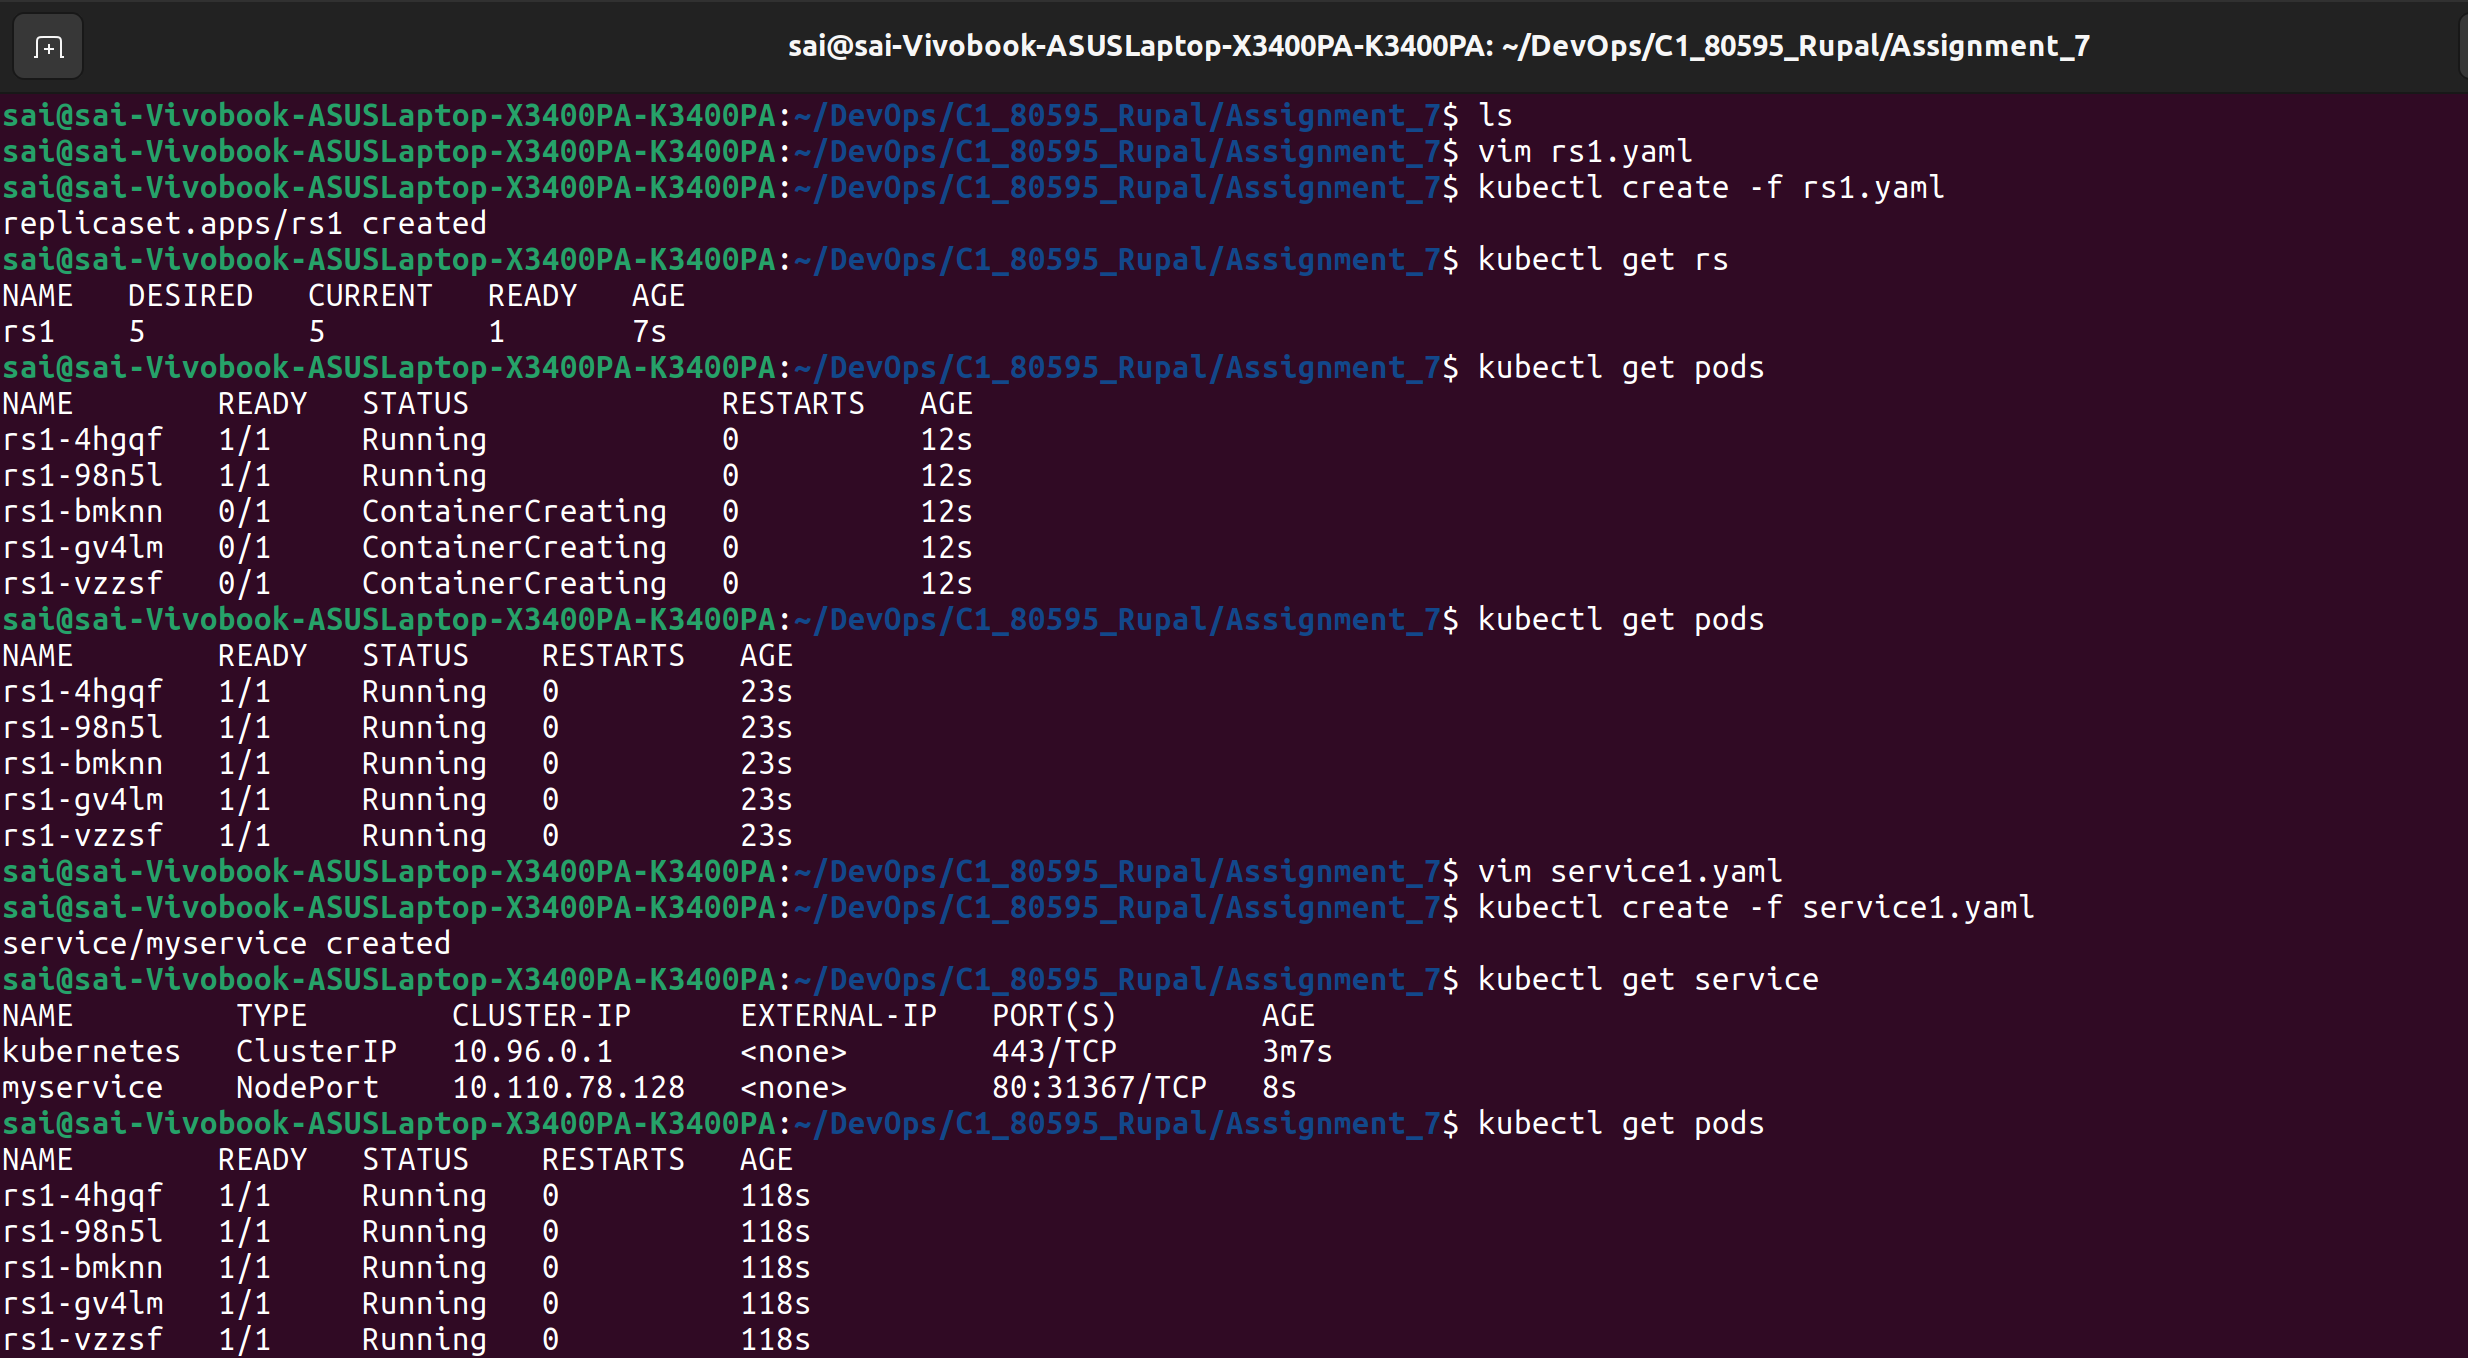 sai@sai-Vivobook-ASUSLaptop-X3400PA-K3400PA: ~/DevOps/C1_80595_Rupal/Assignment_7
sai@sai-Vivobook-ASUSLaptop-X3400PA-K3400PA:~/DevOps/C1_80595_Rupal/Assignment_7$ ls
sai@sai-Vivobook-ASUSLaptop-X3400PA-K3400PA:~/DevOps/C1_80595_Rupal/Assignment_7$ vim rs1.yaml
sai@sai-Vivobook-ASUSLaptop-X3400PA-K3400PA:~/DevOps/C1_80595_Rupal/Assignment_7$ kubectl create -f rs1.yaml
replicaset.apps/rs1 created
sai@sai-Vivobook-ASUSLaptop-X3400PA-K3400PA:~/DevOps/C1_80595_Rupal/Assignment_7$ kubectl get rs
NAME   DESIRED   CURRENT   READY   AGE
rs1    5         5         1       7s
sai@sai-Vivobook-ASUSLaptop-X3400PA-K3400PA:~/DevOps/C1_80595_Rupal/Assignment_7$ kubectl get pods
NAME        READY   STATUS              RESTARTS   AGE
rs1-4hgqf   1/1     Running             0          12s
rs1-98n5l   1/1     Running             0          12s
rs1-bmknn   0/1     ContainerCreating   0          12s
rs1-gv4lm   0/1     ContainerCreating   0          12s
rs1-vzzsf   0/1     ContainerCreating   0          12s
sai@sai-Vivobook-ASUSLaptop-X3400PA-K3400PA:~/DevOps/C1_80595_Rupal/Assignment_7$ kubectl get pods
NAME        READY   STATUS    RESTARTS   AGE
rs1-4hgqf   1/1     Running   0          23s
rs1-98n5l   1/1     Running   0          23s
rs1-bmknn   1/1     Running   0          23s
rs1-gv4lm   1/1     Running   0          23s
rs1-vzzsf   1/1     Running   0          23s
sai@sai-Vivobook-ASUSLaptop-X3400PA-K3400PA:~/DevOps/C1_80595_Rupal/Assignment_7$ vim service1.yaml
sai@sai-Vivobook-ASUSLaptop-X3400PA-K3400PA:~/DevOps/C1_80595_Rupal/Assignment_7$ kubectl create -f service1.yaml
service/myservice created
sai@sai-Vivobook-ASUSLaptop-X3400PA-K3400PA:~/DevOps/C1_80595_Rupal/Assignment_7$ kubectl get service
NAME         TYPE        CLUSTER-IP      EXTERNAL-IP   PORT(S)        AGE
kubernetes   ClusterIP   10.96.0.1       <none>        443/TCP        3m7s
myservice    NodePort    10.110.78.128   <none>        80:31367/TCP   8s
sai@sai-Vivobook-ASUSLaptop-X3400PA-K3400PA:~/DevOps/C1_80595_Rupal/Assignment_7$ kubectl get pods
NAME        READY   STATUS    RESTARTS   AGE
rs1-4hgqf   1/1     Running   0          118s
rs1-98n5l   1/1     Running   0          118s
rs1-bmknn   1/1     Running   0          118s
rs1-gv4lm   1/1     Running   0          118s
rs1-vzzsf   1/1     Running   0          118s